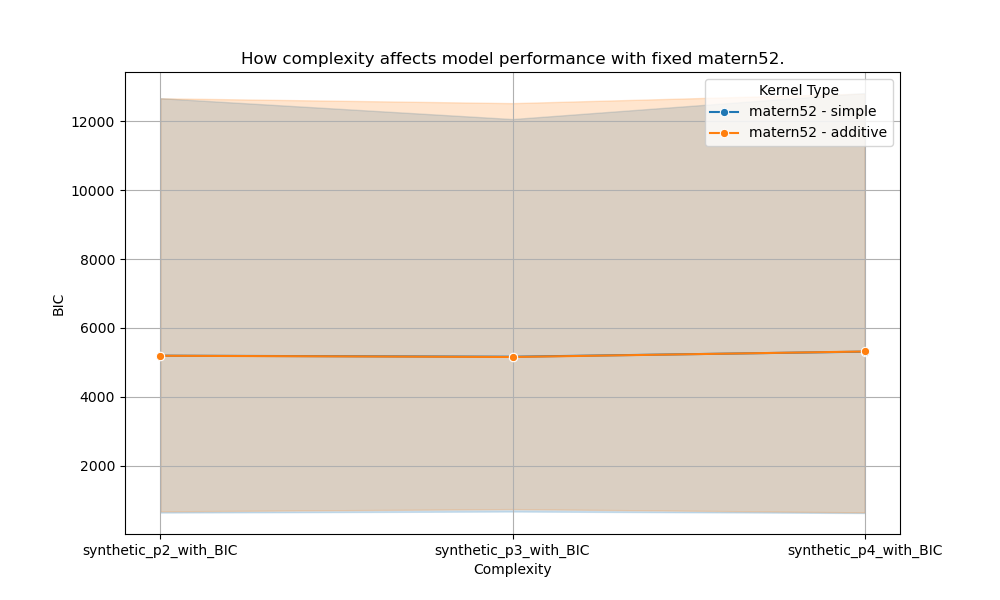 How complexity affects model performance with fixed matern52.
Kernel Type
matern52 - simple
matern52 - additive
12000
10000
8000
6000
4000
2000
BIC
synthetic_p2_with_BIC
synthetic_p3_with_BIC
synthetic_p4_with_BIC
Complexity